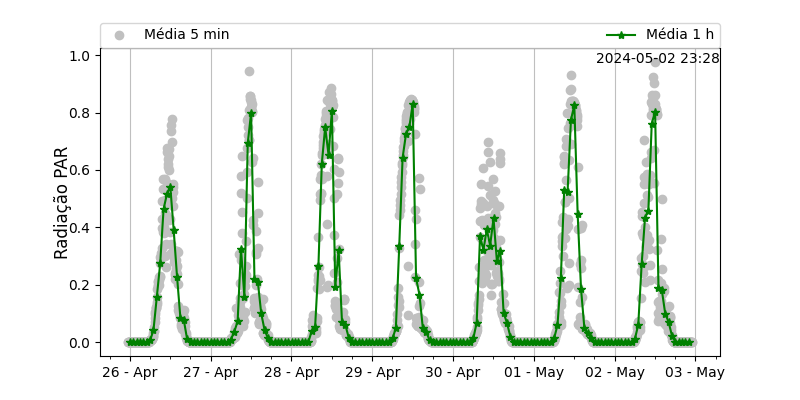 Média 5 min
Média 1 h
2024-05-02 23:28
Radiação PAR
1.0
0.8
0.6
0.4
0.2
0.0
26 - Apr
27 - Apr
28 - Apr
29 - Apr
30 - Apr
01 - May
02 - May
03 - May